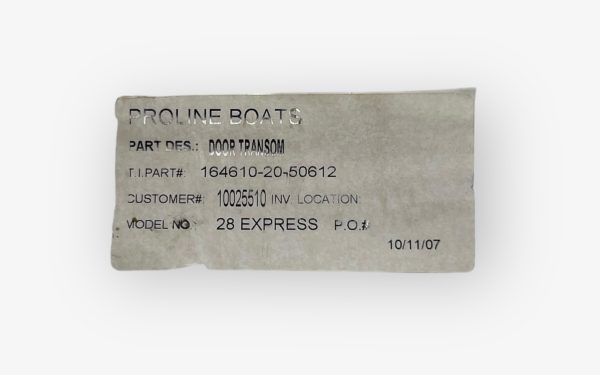 PROLINE BOATS
PART DES.: DOOR TRANSOM
T.I.PART#: 164610-20-50612
CUSTOMER#: 10025510 INV. LOCATION:
MODEL NO.: 28 EXPRESS P.O.#
10/11/07